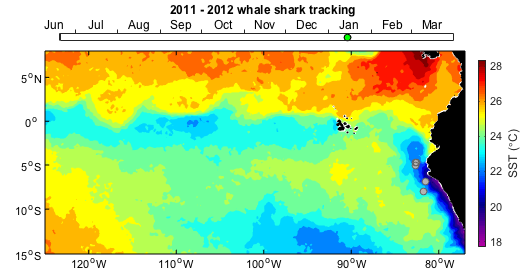 2011 - 2012 whale shark tracking
Jun Jul Aug Sep Oct Nov Dec Jan Feb Mar
5°N
0°
5°S
10°S
15°S
120°W 110°W 100°W 90°W 80°W
28
26
24
22
20
18
SST (°C)